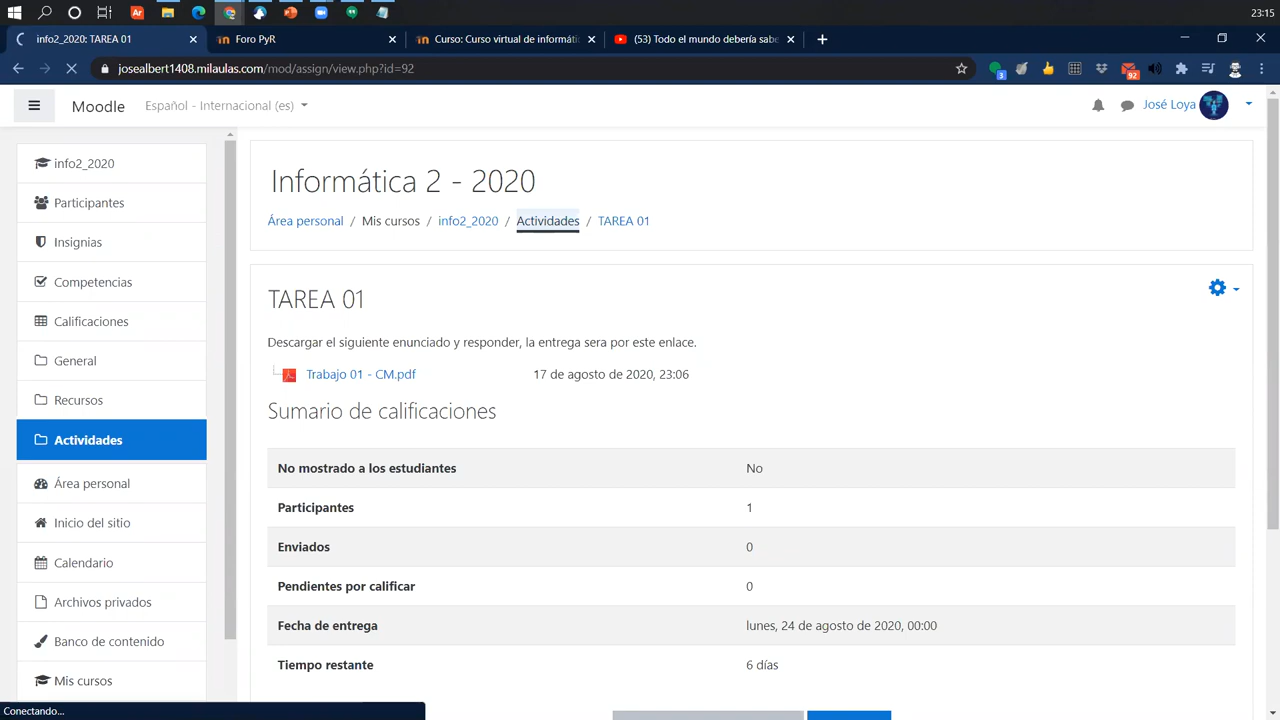 23:15
info2_2020: TAREA 01
Foro PyR
Curso: Curso virtual de informáti
(53) Todo el mundo debería sabe
josealbert1408.milaulas.com/mod/assign/view.php?id=92
3
92
Moodle
Español - Internacional (es)
José Loya
info2_2020
Participantes
Insignias
Competencias
Calificaciones
General
Recursos
Actividades
Área personal
Inicio del sitio
Calendario
Archivos privados
Banco de contenido
Mis cursos
Informática 2 - 2020
Área personal / Mis cursos / info2_2020 / Actividades / TAREA 01
TAREA 01
Descargar el siguiente enunciado y responder, la entrega sera por este enlace.
Trabajo 01 - CM.pdf 17 de agosto de 2020, 23:06
Sumario de calificaciones
No mostrado a los estudiantes No
Participantes 1
Enviados 0
Pendientes por calificar 0
Fecha de entrega lunes, 24 de agosto de 2020, 00:00
Tiempo restante 6 días
Conectando...